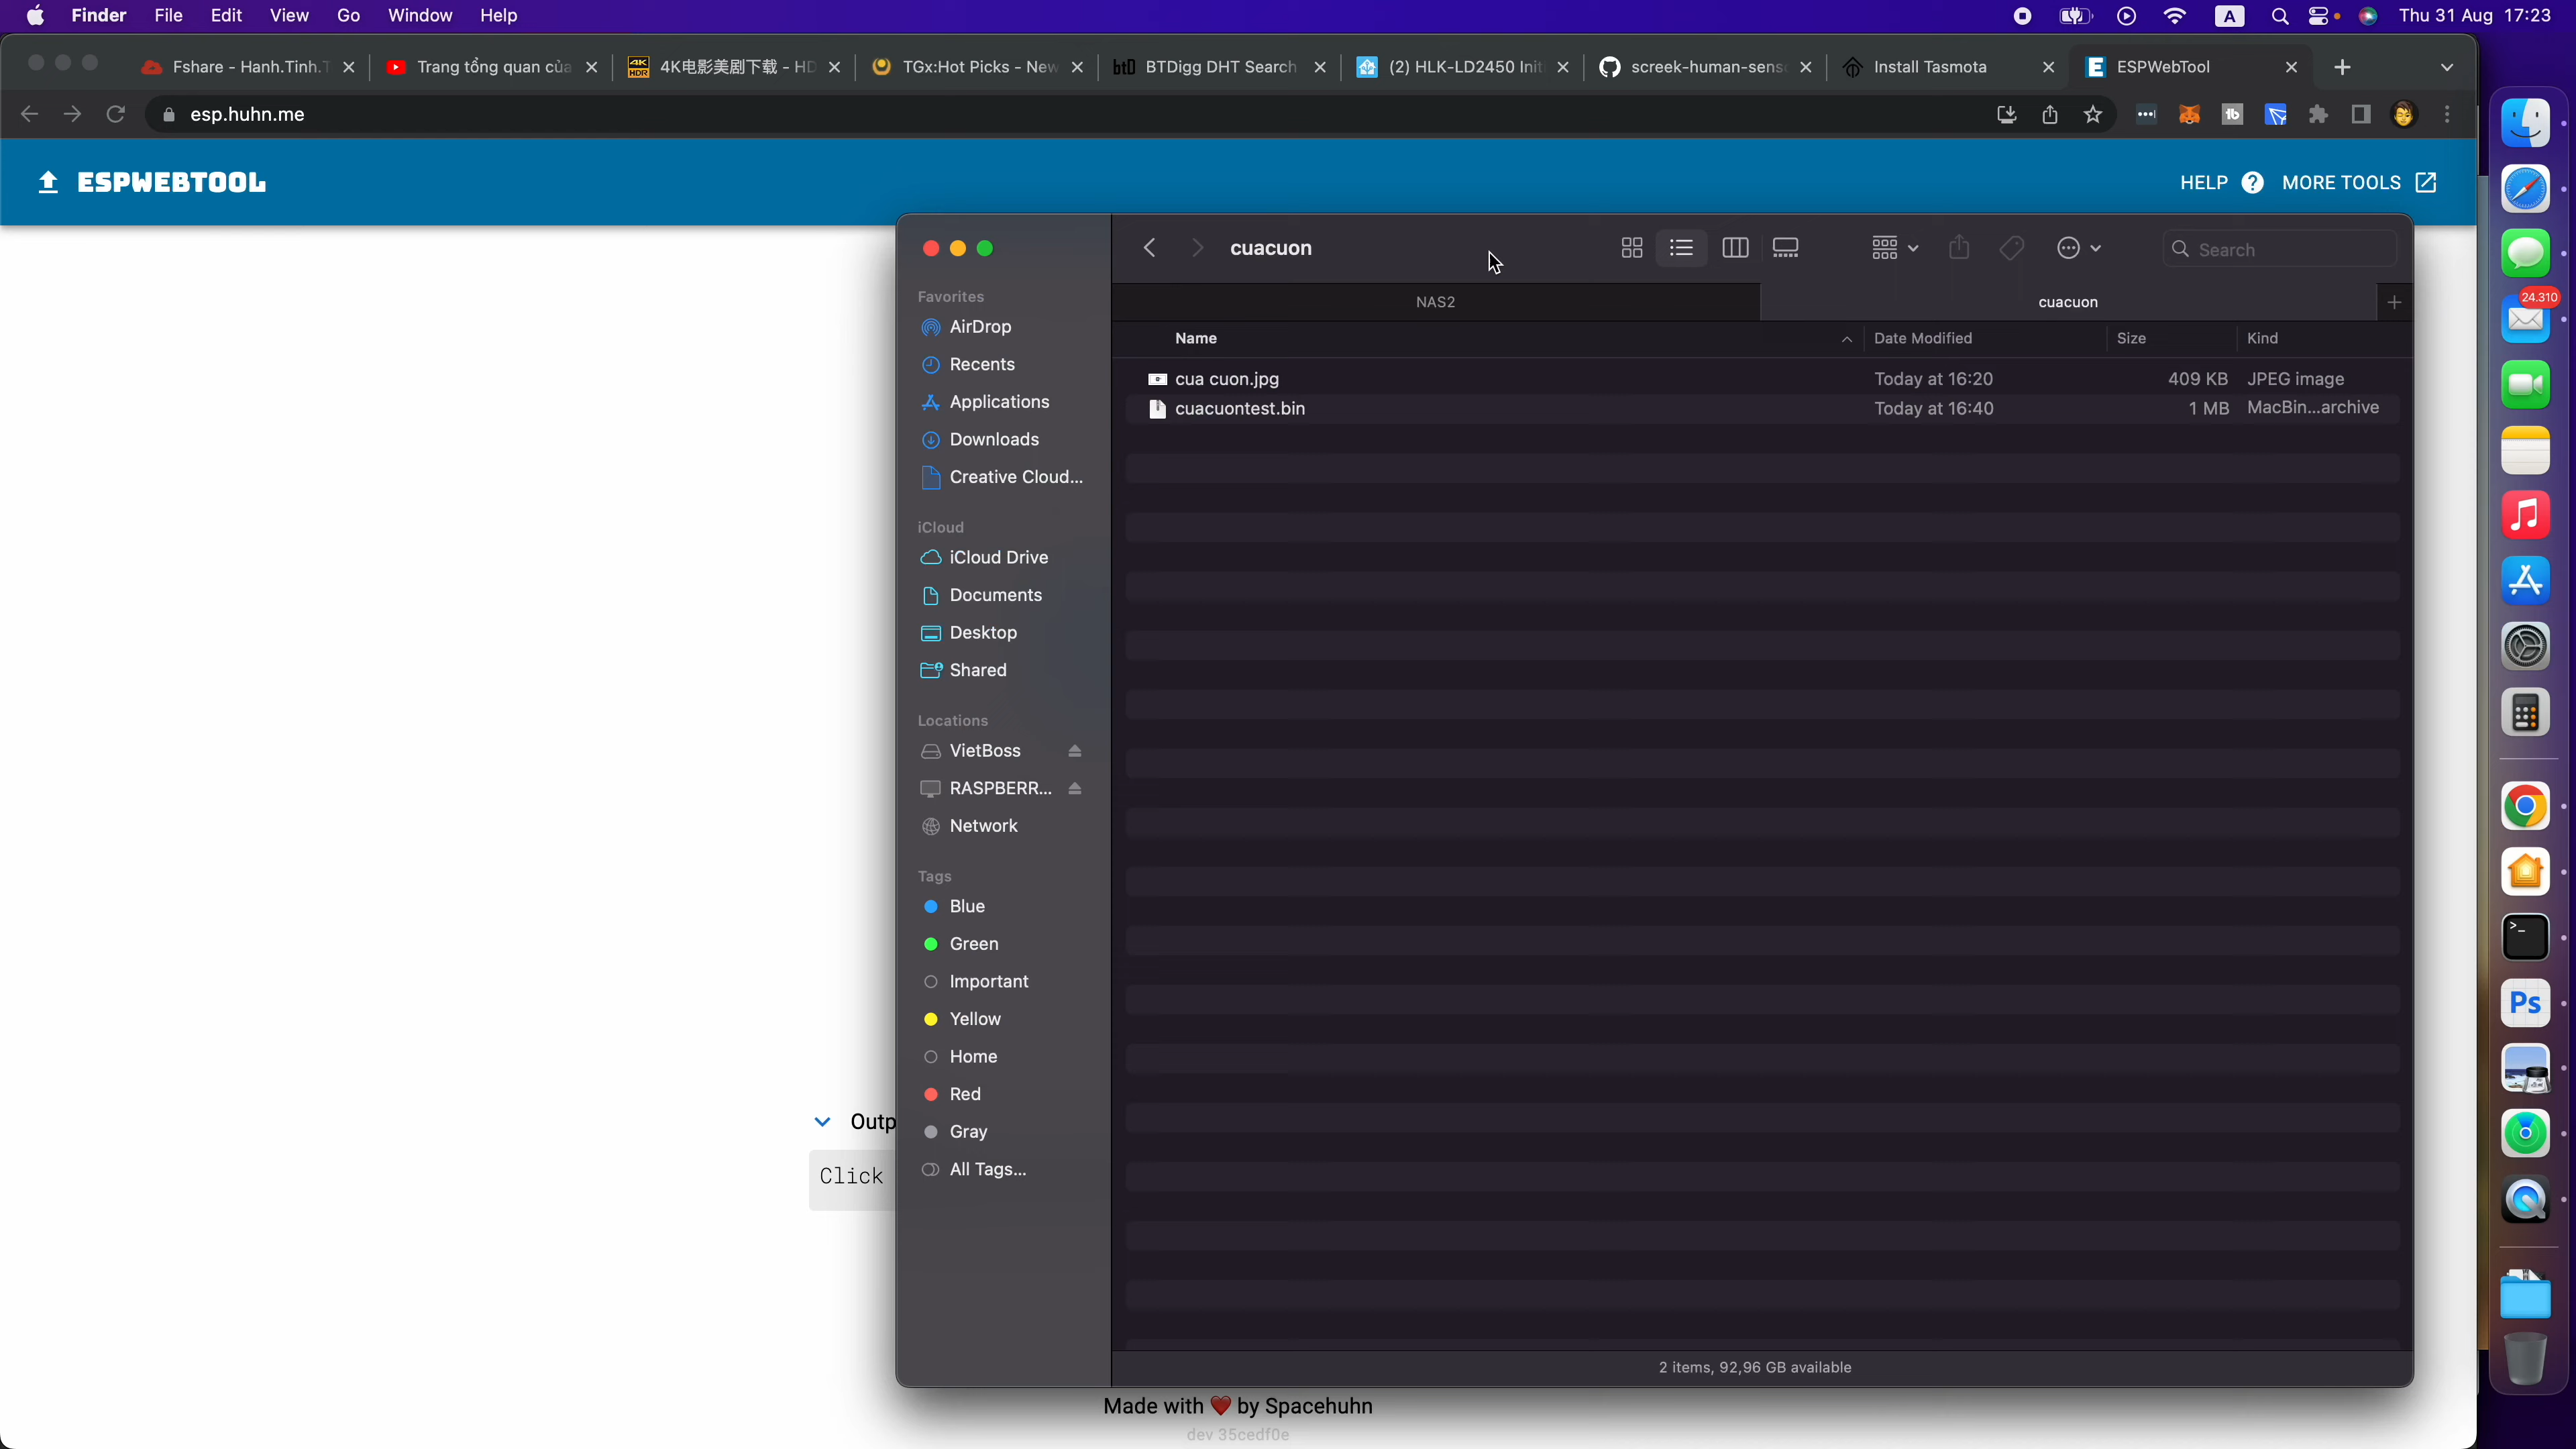 Finder File Edit View Go Window Help
A Thu 31 Aug 17:23
Fshare - Hanh.Tinh.T
Trang tổng quan củа
4K电影美剧下载 - HD
TGx:Hot Picks - New
BTDigg DHT Search
(2) HLK-LD2450 Initi
screek-human-senso
Install Tasmota
ESPWebTool
esp.huhn.me
ESPWEBTOOL
HELP
MORE TOOLS
cuacuon
Search
NAS2
cuacuon
Name Date Modified Size Kind
cua cuon.jpg Today at 16:20 409 KB JPEG image
cuacuontest.bin Today at 16:40 1 MB MacBin...archive
Favorites
AirDrop
Recents
Applications
Downloads
Creative Cloud...
iCloud
iCloud Drive
Documents
Desktop
Shared
Locations
VietBoss
RASPBERR...
Network
Tags
Blue
Green
Important
Yellow
Home
Red
Gray
All Tags...
Outp
Click
2 items, 92,96 GB available
Made with ❤️ by Spacehuhn
dev 35cedf0e
24.310
Ps